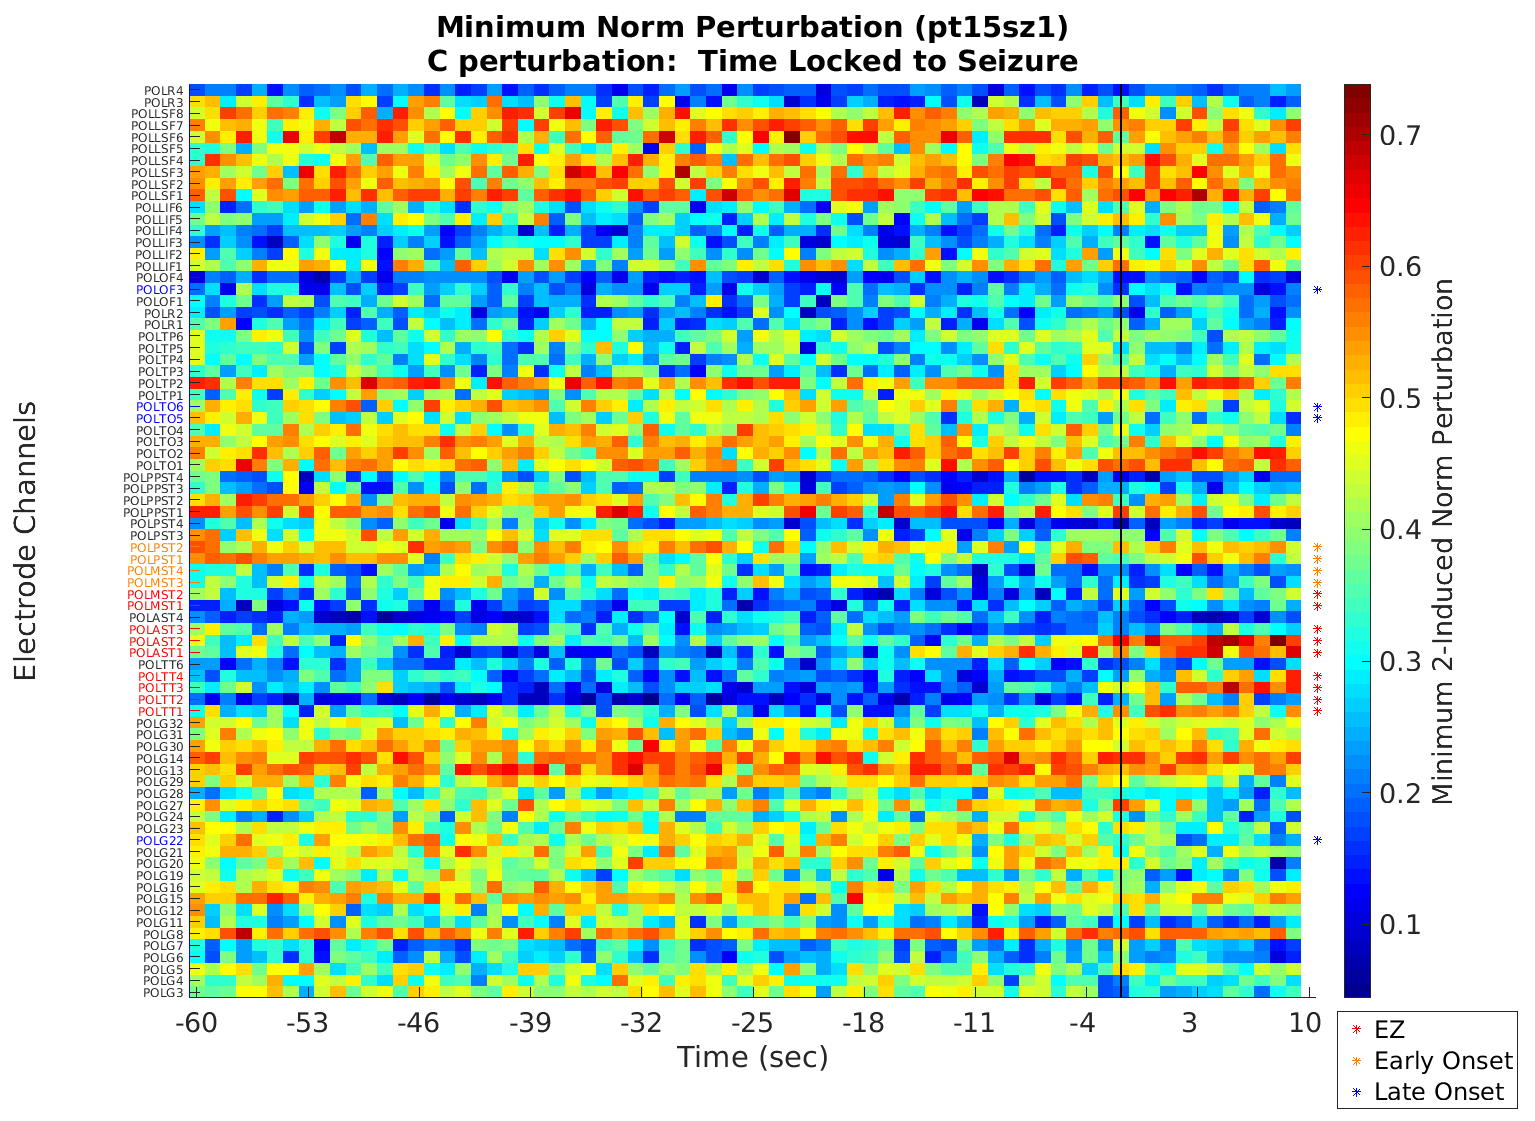 Minimum Norm Perturbation (pt15sz1)
C perturbation:  Time Locked to Seizure
Electrode Channels
POLR4
POLR3
POLLSF8
POLLSF7
POLLSF6
POLLSF5
POLLSF4
POLLSF3
POLLSF2
POLLSF1
POLLIF6
POLLIF5
POLLIF4
POLLIF3
POLLIF2
POLLIF1
POLOF4
POLOF3
POLOF1
POLR2
POLR1
POLTP6
POLTP5
POLTP4
POLTP3
POLTP2
POLTP1
POLTO6
POLTO5
POLTO4
POLTO3
POLTO2
POLTO1
POLPPST4
POLPPST3
POLPPST2
POLPPST1
POLPST4
POLPST3
POLPST2
POLPST1
POLMST4
POLMST3
POLMST2
POLMST1
POLAST4
POLAST3
POLAST2
POLAST1
POLTT6
POLTT4
POLTT3
POLTT2
POLTT1
POLG32
POLG31
POLG30
POLG14
POLG13
POLG29
POLG28
POLG27
POLG24
POLG23
POLG22
POLG21
POLG20
POLG19
POLG16
POLG15
POLG12
POLG11
POLG8
POLG7
POLG6
POLG5
POLG4
POLG3
-60 -53 -46 -39 -32 -25 -18 -11 -4 3 10
Time (sec)
0.7
0.6
0.5
0.4
0.3
0.2
0.1
Minimum 2-Induced Norm Perturbation
EZ
Early Onset
Late Onset